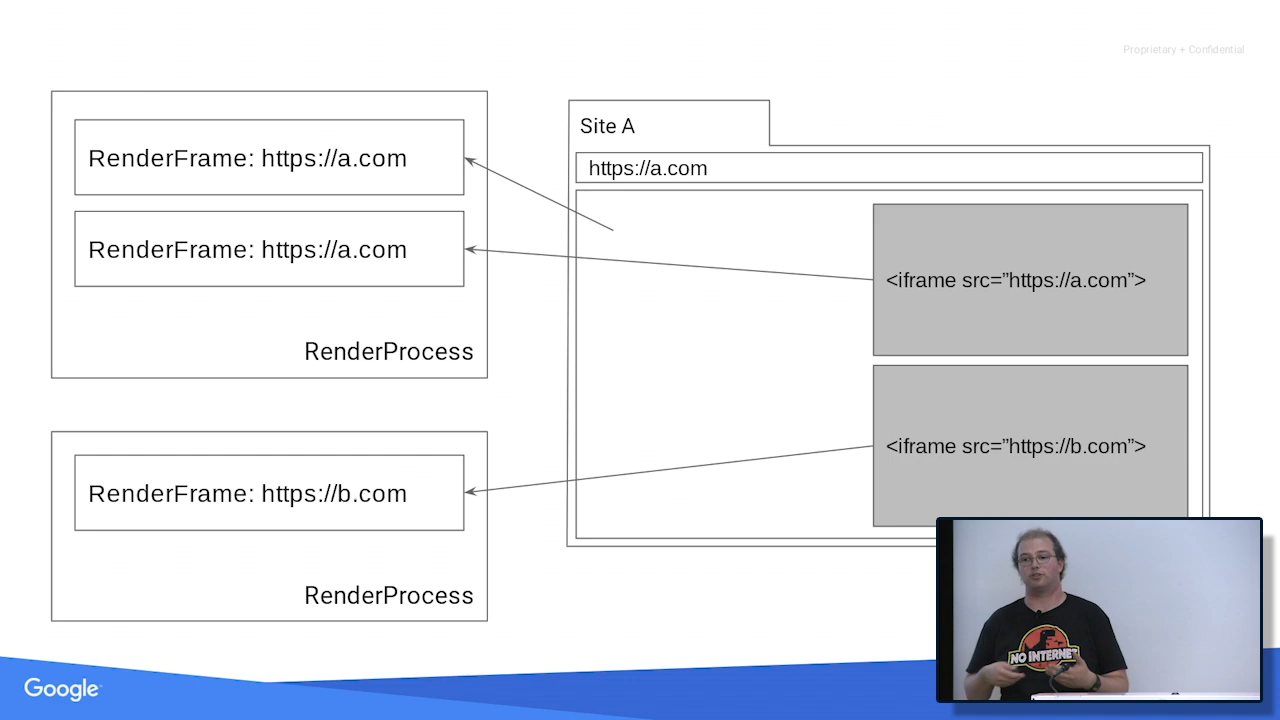 Proprietary + Confidential
RenderFrame: https://a.com
RenderFrame: https://a.com
RenderProcess
RenderFrame: https://b.com
RenderProcess
Site A
https://a.com
<iframe src=”https://a.com”>
<iframe src=”https://b.com”>
Google
NO INTERNET